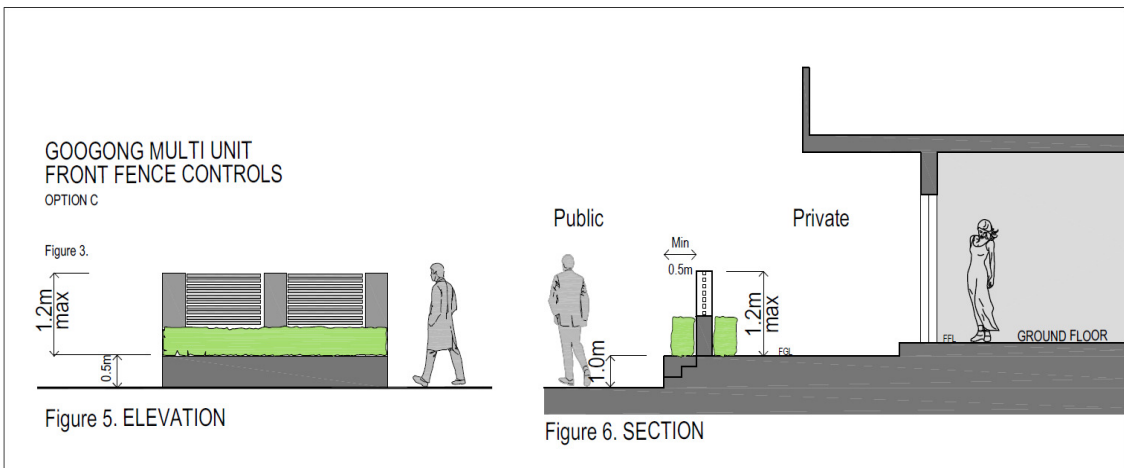 GOOGONG MULTI UNIT
FRONT FENCE CONTROLS
OPTION C
Figure 3.
1.2m
max
0.5m
Figure 5. ELEVATION
Public
Private
Min
0.5m
1.2m
max
1.0m
FGL
FFL
GROUND FLOOR
Figure 6. SECTION